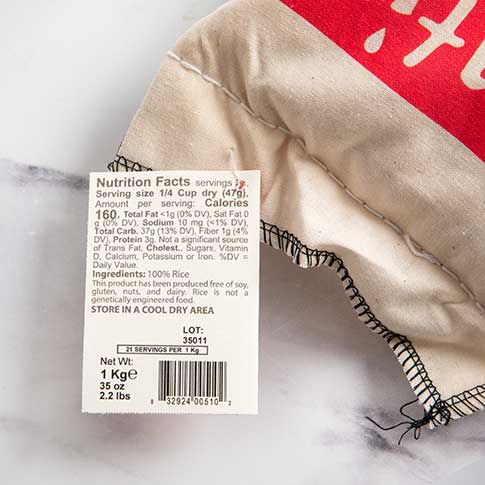 Nutrition Facts servings
Serving size 1/4 Cup dry (47g),
Amount per serving: Calories
160, Total Fat <1g (0% DV), Sat Fat 0
g (0% DV), Sodium 10 mg (<1% DV),
Total Carb. 37g (13% DV), Fiber 1g (4%
DV), Protein 3g. Not a significant source
of Trans Fat, Cholest., Sugars, Vitamin
D, Calcium, Potassium or Iron. %DV =
Daily Value.
Ingredients: 100% Rice
This product has been produced free of soy,
gluten, nuts, and dairy. Rice is not a
genetically engineered food.
STORE IN A COOL DRY AREA
LOT:
35011
21 SERVINGS PER 1 Kg
Net Wt:
1 Kg℮
35 oz
2.2 lbs
8 32924 00510 3